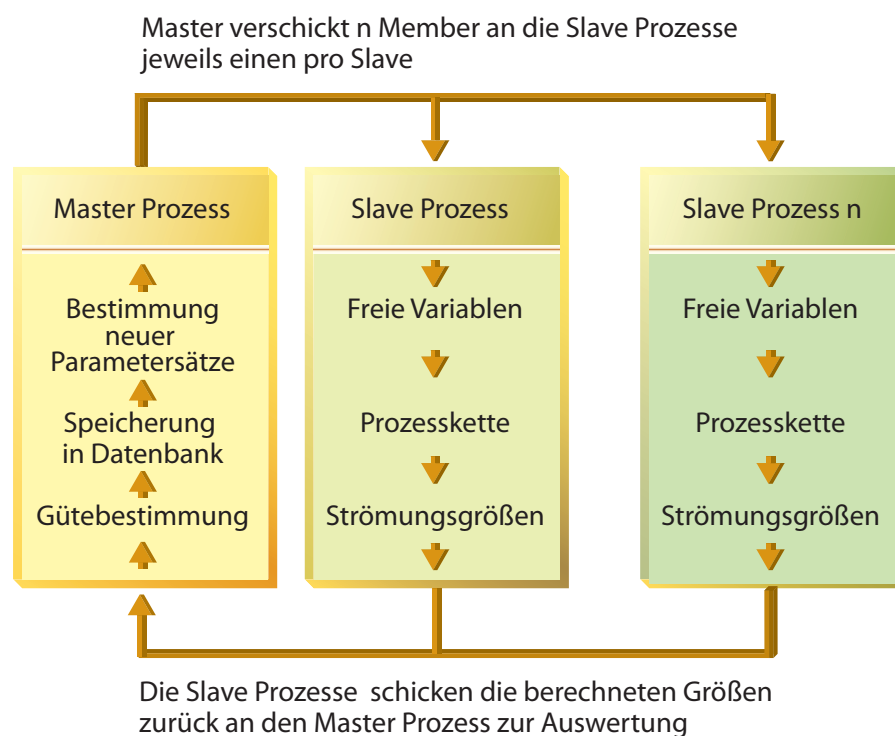 Master verschickt n Member an die Slave Prozesse
jeweils einen pro Slave
Master Prozess
Bestimmung
neuer
Parametersätze
Speicherung
in Datenbank
Gütebestimmung
Slave Prozess
Freie Variablen
Prozesskette
Strömungsgrößen
Slave Prozess n
Freie Variablen
Prozesskette
Strömungsgrößen
Die Slave Prozesse schicken die berechneten Größen
zurück an den Master Prozess zur Auswertung